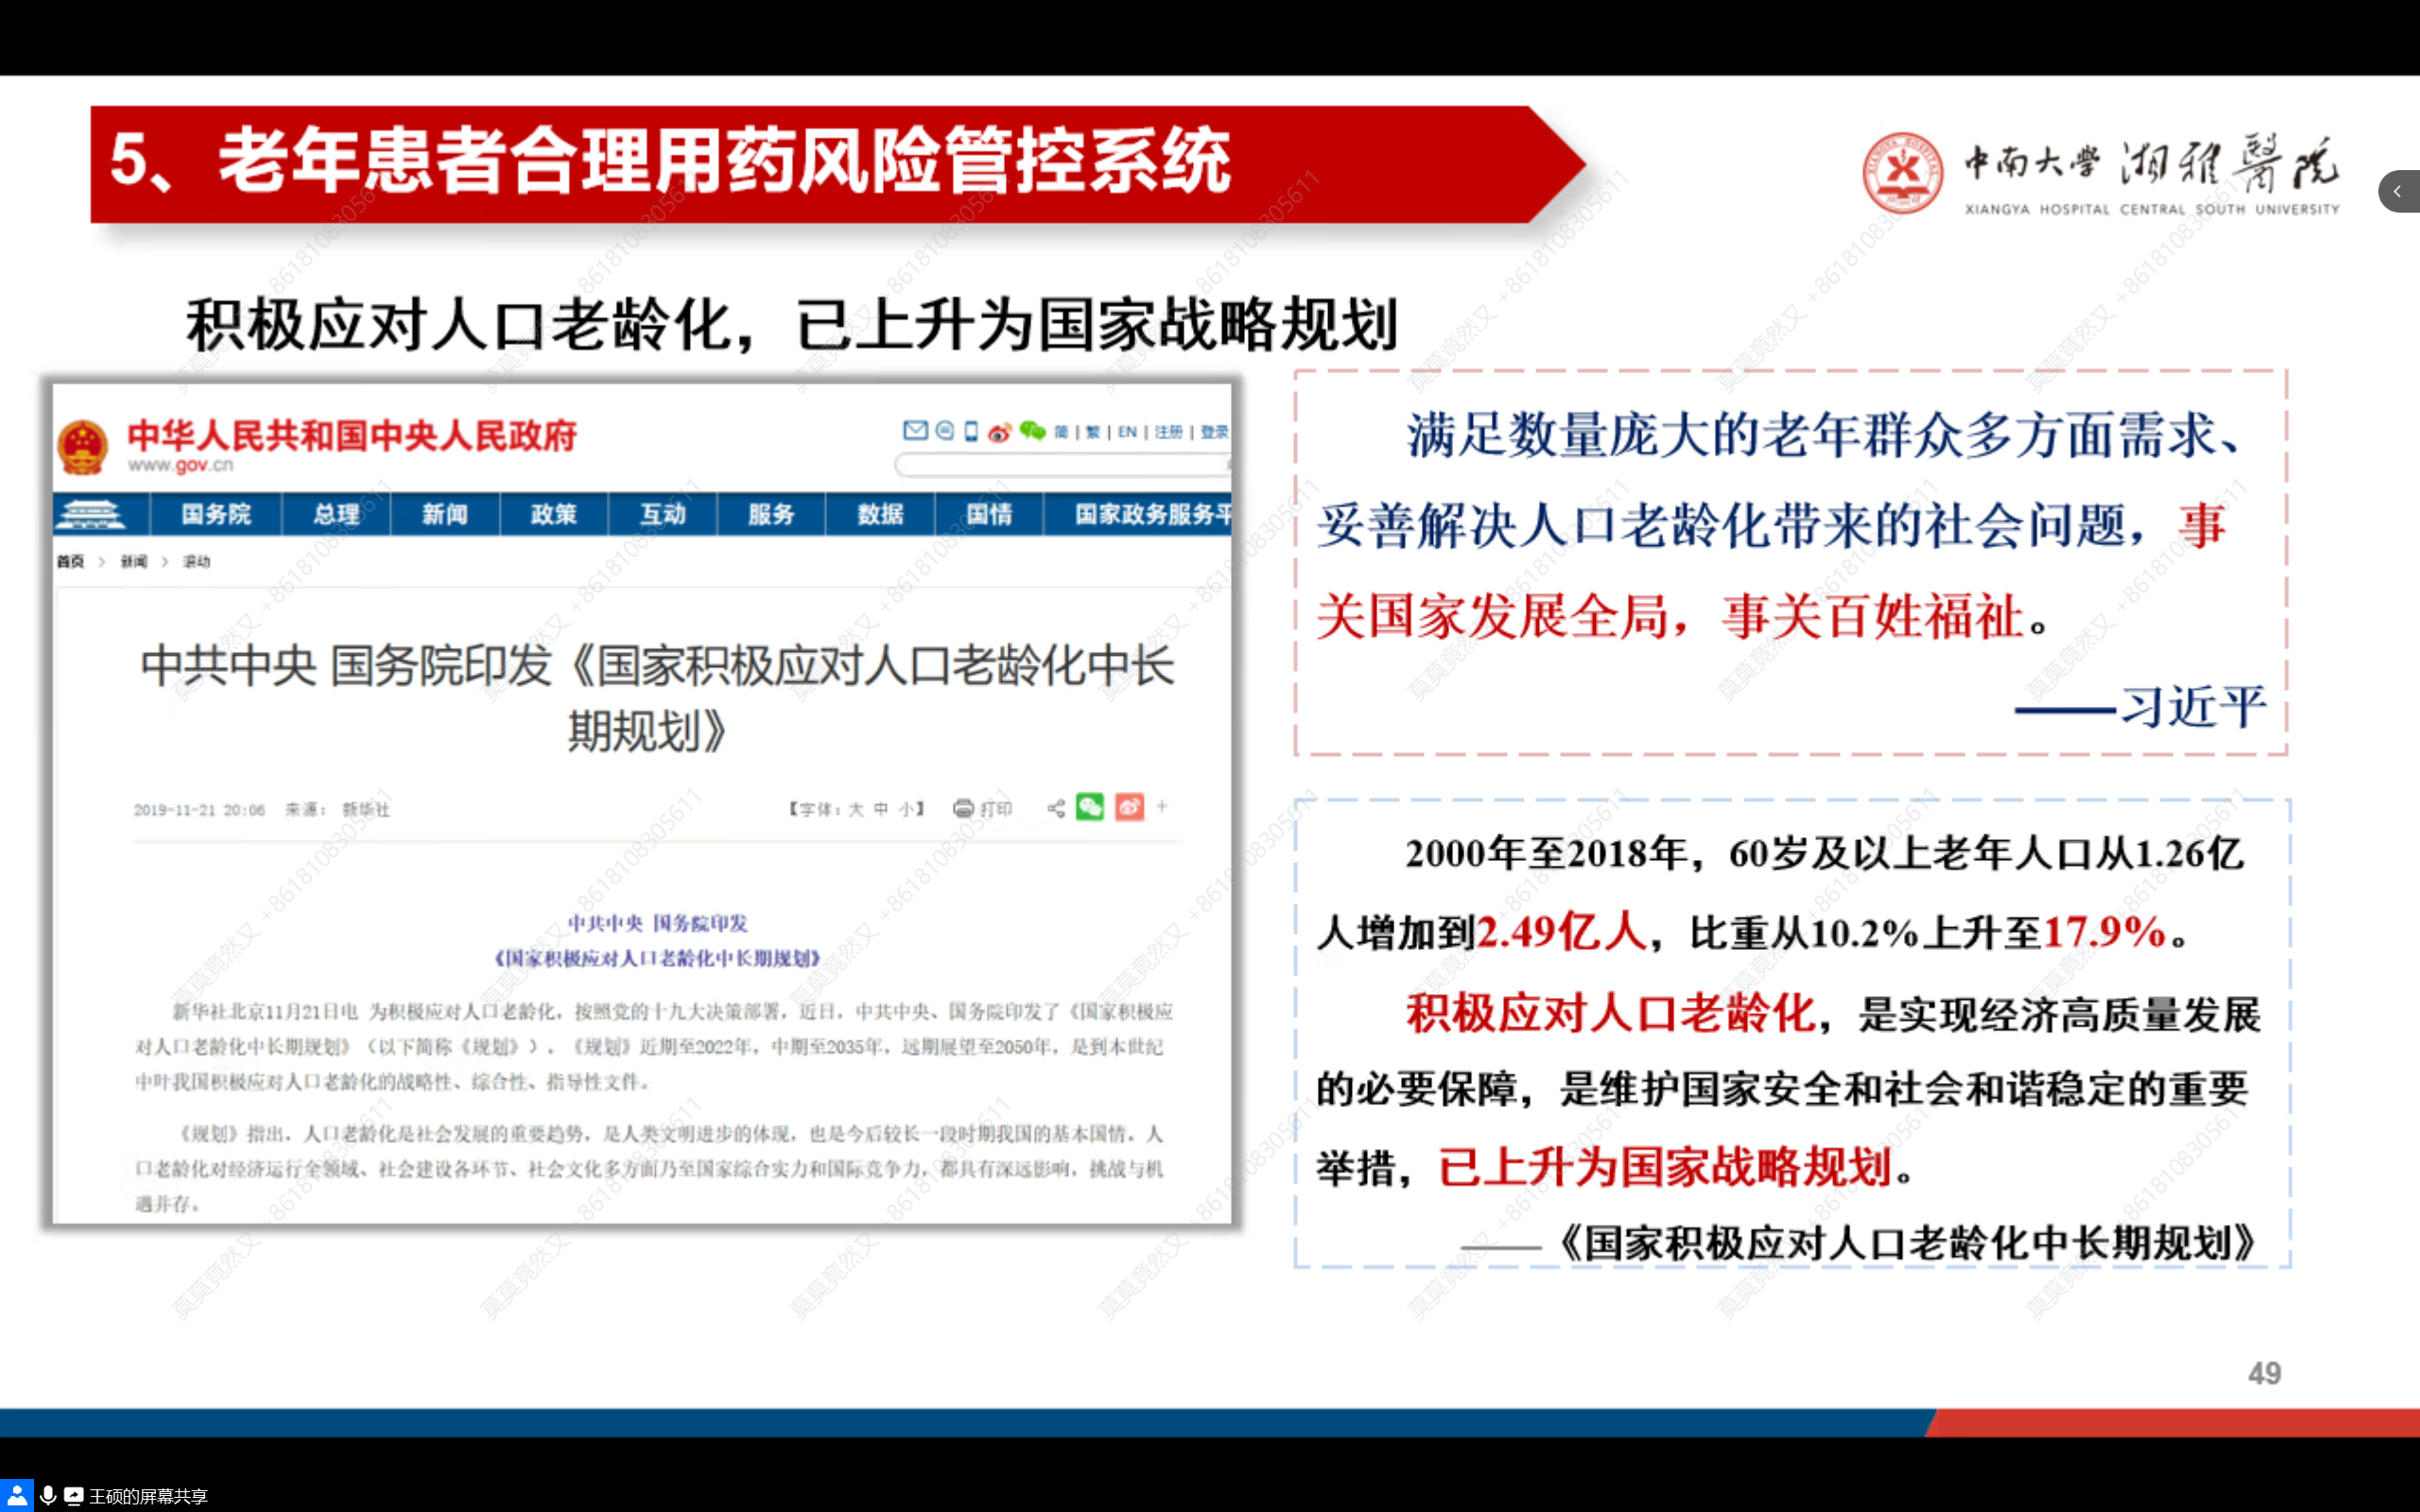 5、老年患者合理用药风险管控系统
中南大学 湘雅醫院
XIANGYA HOSPITAL CENTRAL SOUTH UNIVERSITY
积极应对人口老龄化，已上升为国家战略规划
中华人民共和国中央人民政府
www.gov.cn
简 | 繁 | EN | 注册 | 登录
国务院 总理 新闻 政策 互动 服务 数据 国情 国家政务服务平
首页 > 新闻 > 滚动
中共中央 国务院印发《国家积极应对人口老龄化中长
期规划》
2019-11-21 20:06 来源： 新华社 【字体：大 中 小】 打印
中共中央 国务院印发
《国家积极应对人口老龄化中长期规划》
新华社北京11月21日电 为积极应对人口老龄化，按照党的十九大决策部署，近日，中共中央、国务院印发了《国家积极应
对人口老龄化中长期规划》（以下简称《规划》）。《规划》近期至2022年，中期至2035年，远期展望至2050年，是到本世纪
中叶我国积极应对人口老龄化的战略性、综合性、指导性文件。
《规划》指出，人口老龄化是社会发展的重要趋势，是人类文明进步的体现，也是今后较长一段时期我国的基本国情。人
口老龄化对经济运行全领域、社会建设各环节、社会文化多方面乃至国家综合实力和国际竞争力，都具有深远影响，挑战与机
遇并存。
满足数量庞大的老年群众多方面需求、
妥善解决人口老龄化带来的社会问题，事
关国家发展全局，事关百姓福祉。
——习近平
2000年至2018年，60岁及以上老年人口从1.26亿
人增加到2.49亿人，比重从10.2%上升至17.9%。
积极应对人口老龄化，是实现经济高质量发展
的必要保障，是维护国家安全和社会和谐稳定的重要
举措，已上升为国家战略规划。
——《国家积极应对人口老龄化中长期规划》
49
莫莫竟然又 +8618108305611
王硕的屏幕共享